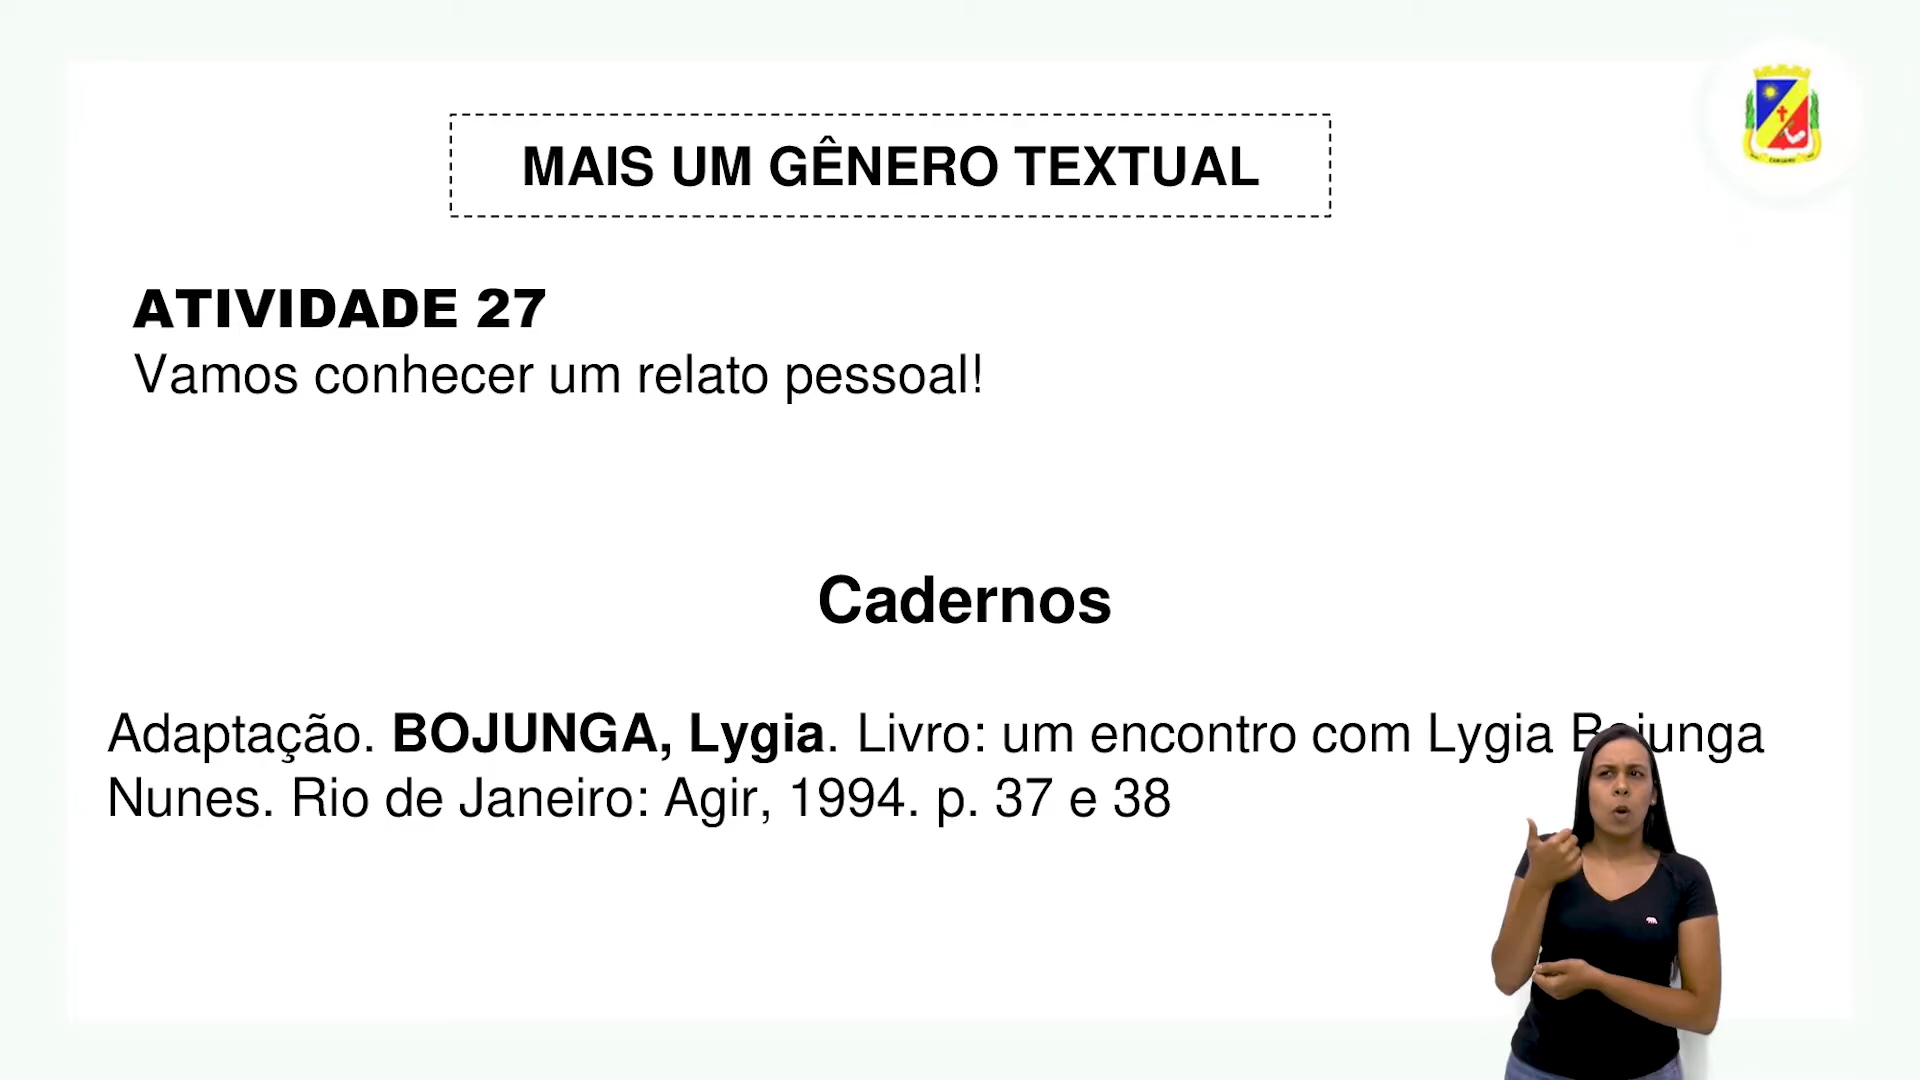 MAIS UM GÊNERO TEXTUAL
ATIVIDADE 27
Vamos conhecer um relato pessoal!
Cadernos
Adaptação. BOJUNGA, Lygia. Livro: um encontro com Lygia Bojunga
Nunes. Rio de Janeiro: Agir, 1994. p. 37 e 38